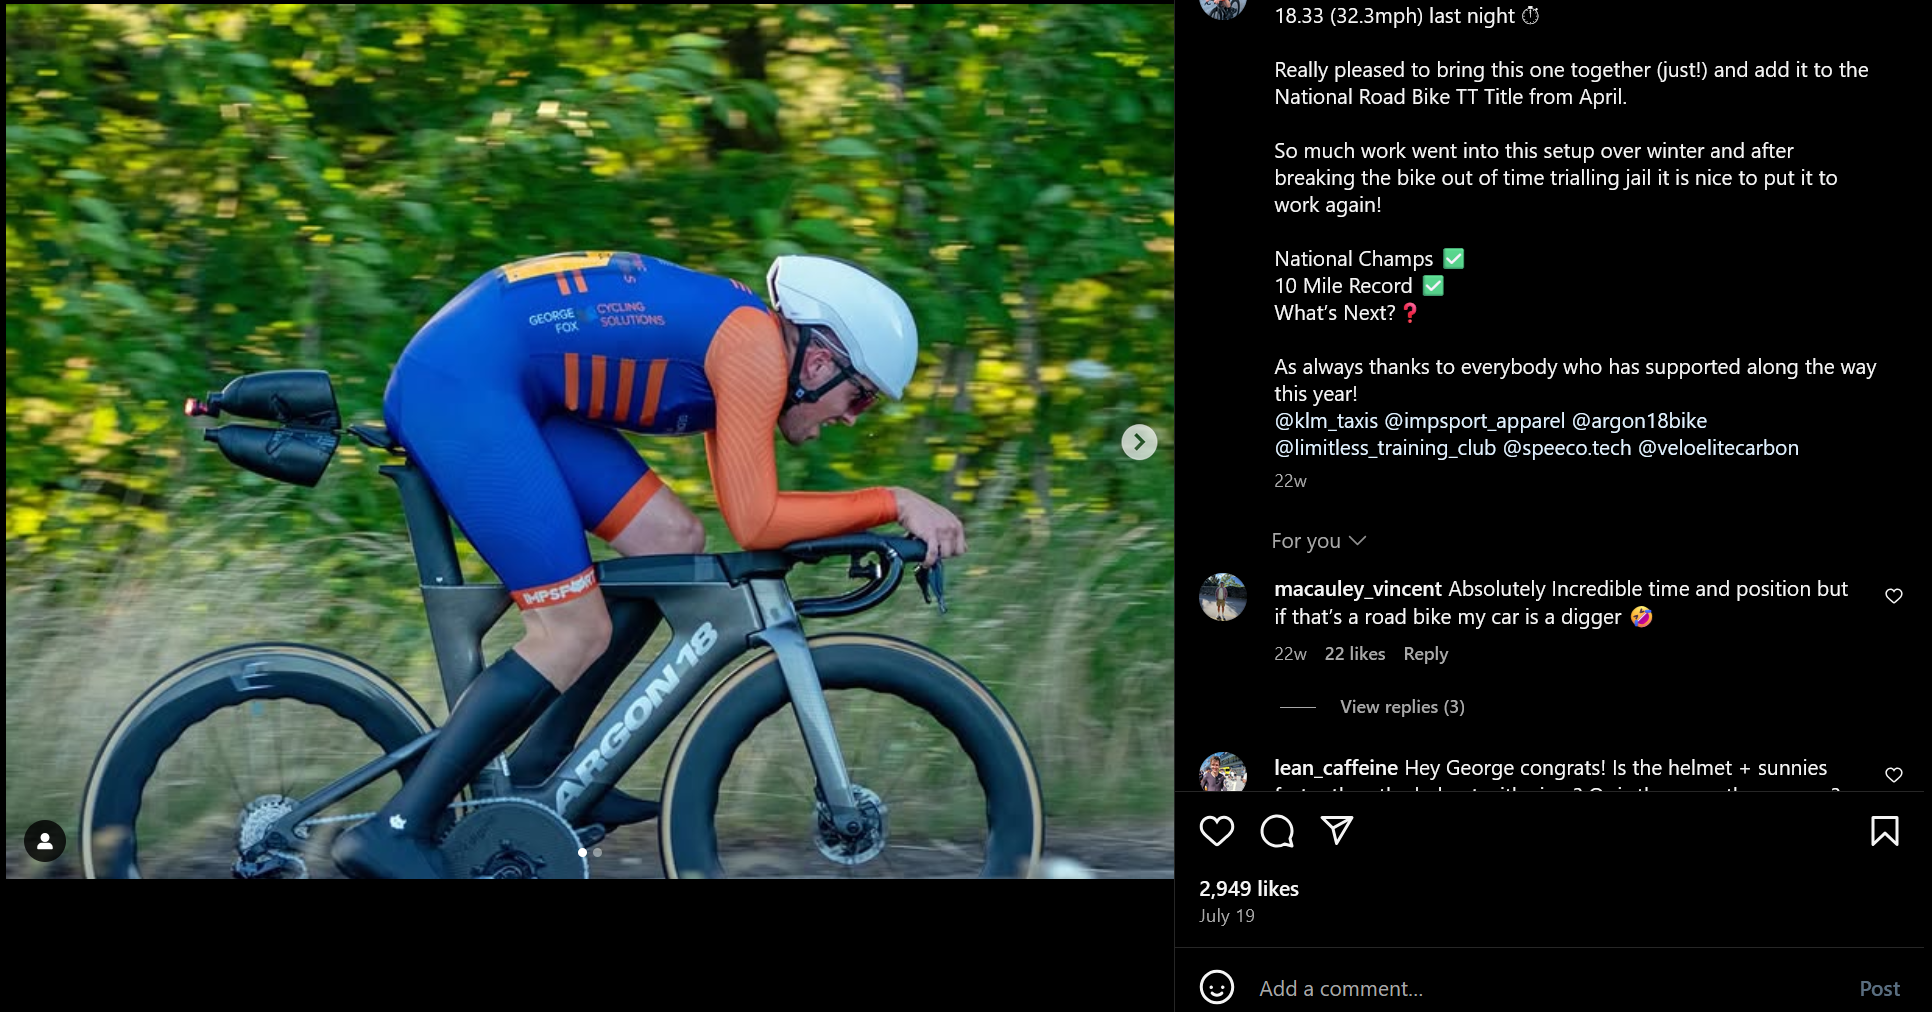 GEORGE
FOX
CYCLING
SOLUTIONS
IMPSPORT
ARGON 18
18.33 (32.3mph) last night ⏱
Really pleased to bring this one together (just!) and add it to the
National Road Bike TT Title from April.
So much work went into this setup over winter and after
breaking the bike out of time trialling jail it is nice to put it to
work again!
National Champs ✅
10 Mile Record ✅
What's Next?❓
As always thanks to everybody who has supported along the way
this year!
@klm_taxis @impsport_apparel @argon18bike
@limitless_training_club @speeco.tech @veloelitecarbon
22w
For you
macauley_vincent Absolutely Incredible time and position but
if that's a road bike my car is a digger 🤣
22w 22 likes Reply
View replies (3)
lean_caffeine Hey George congrats! Is the helmet + sunnies
2,949 likes
July 19
Add a comment...
Post